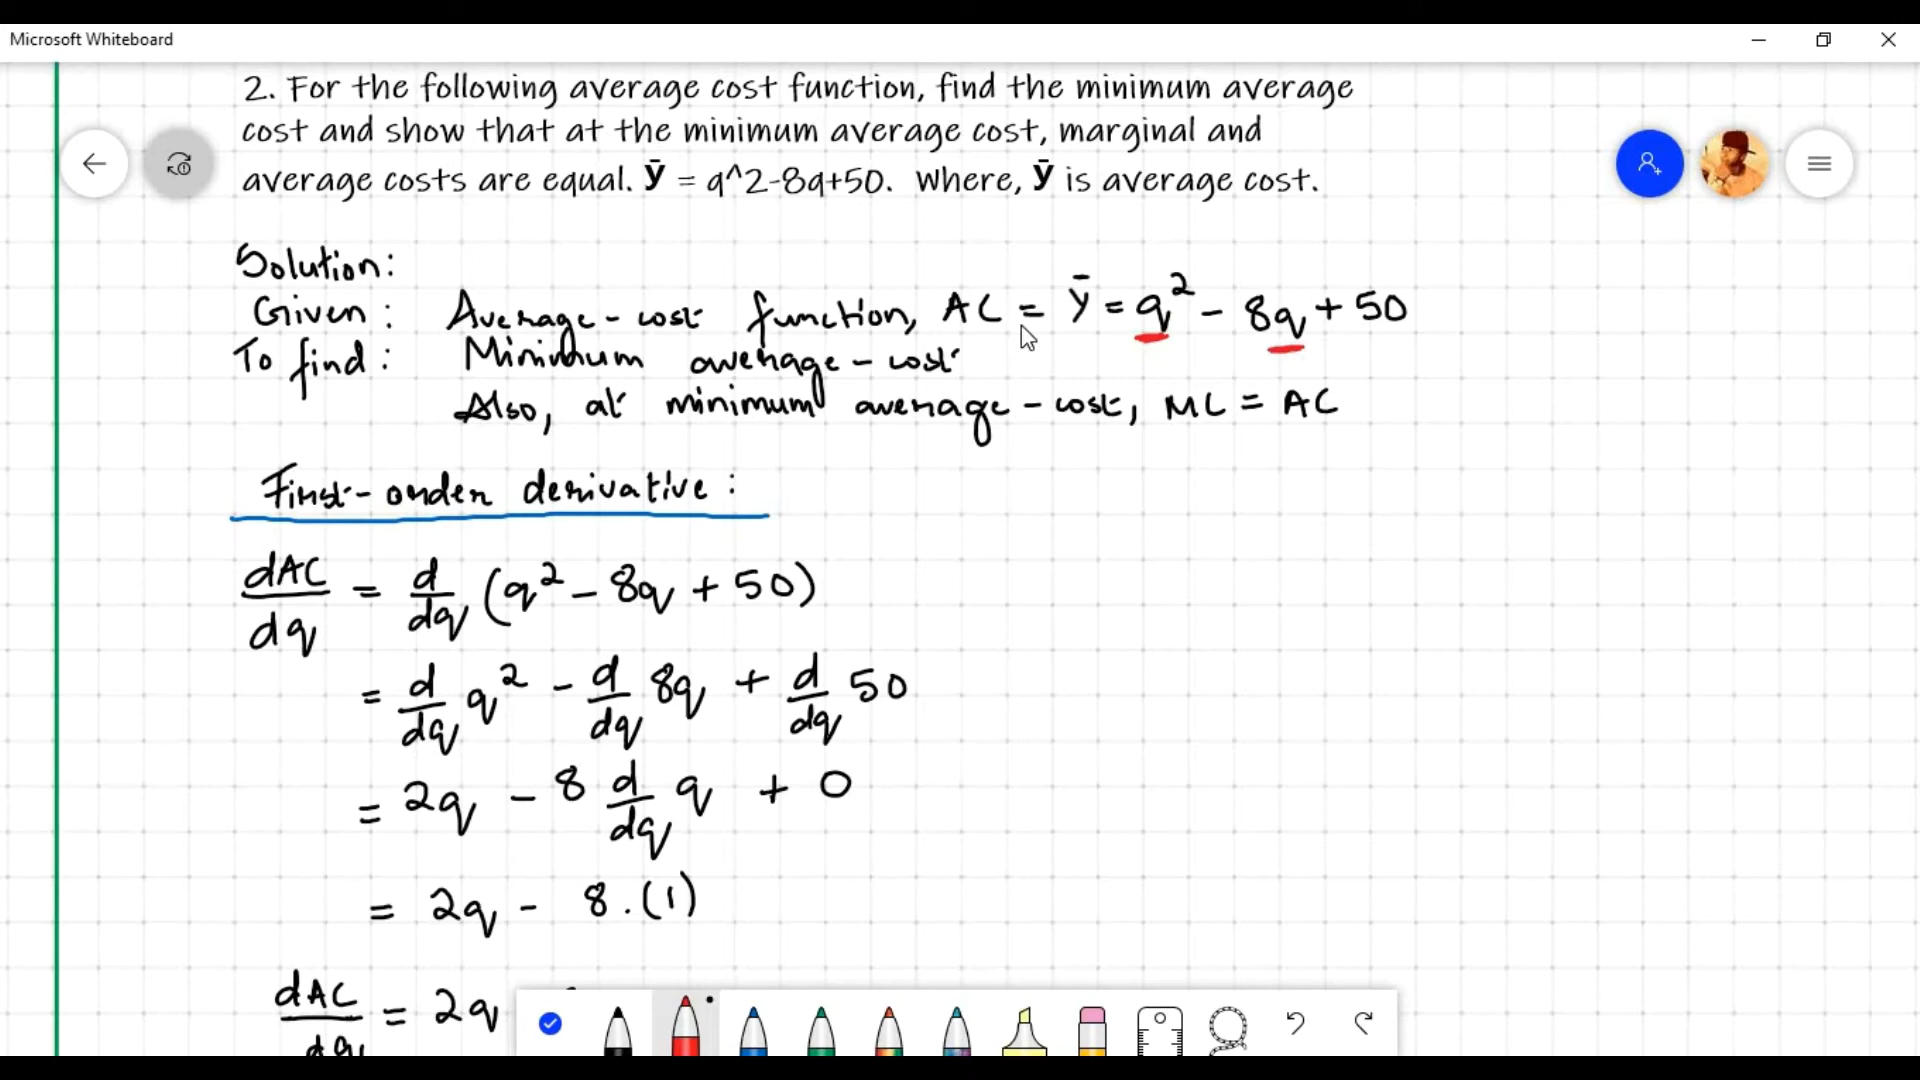 Microsoft Whiteboard
2. For the following average cost function, find the minimum average
cost and show that at the minimum average cost, marginal and
average costs are equal. ȳ = q^2-8q+50. Where, ȳ is average cost.
Solution:
Given: Average-cost function, AC = ȳ = q² - 8q + 50
To find: Minimum average-cost
Also, at minimum average-cost, MC = AC
First-order derivative:
dAC/dq = d/dq (q² - 8q + 50)
= d/dq q² - d/dq 8q + d/dq 50
= 2q - 8 d/dq q + 0
= 2q - 8.(1)
dAC/dq = 2q